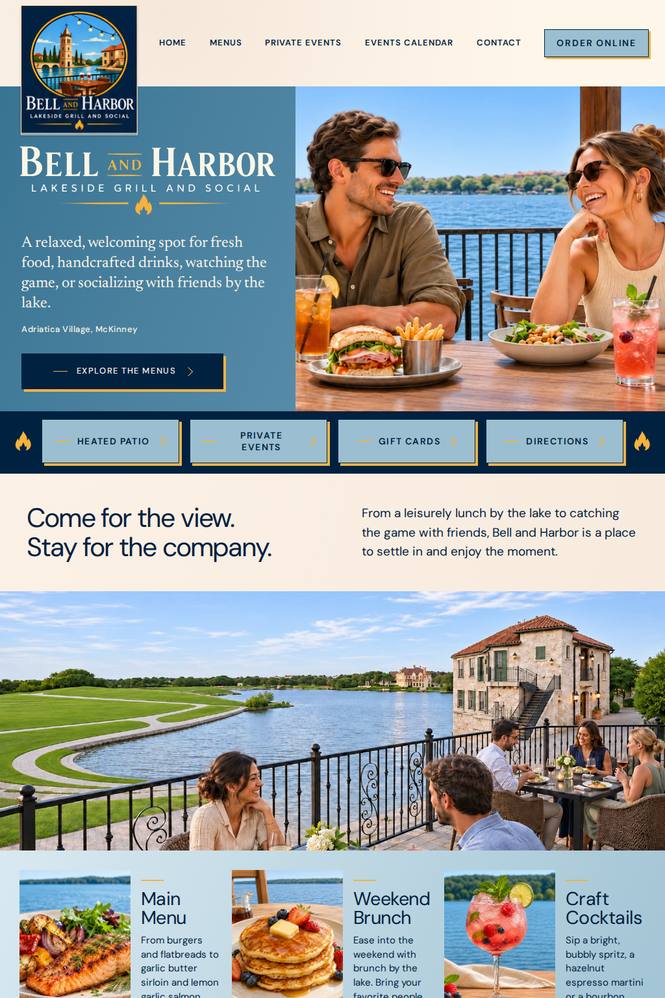 BELL AND HARBOR
LAKESIDE GRILL AND SOCIAL
HOME
MENUS
PRIVATE EVENTS
EVENTS CALENDAR
CONTACT
ORDER ONLINE
BELL AND HARBOR
LAKESIDE GRILL AND SOCIAL
A relaxed, welcoming spot for fresh
food, handcrafted drinks, watching the
game, or socializing with friends by the
lake.
Adriatica Village, McKinney
EXPLORE THE MENUS
HEATED PATIO
PRIVATE
EVENTS
GIFT CARDS
DIRECTIONS
Come for the view.
Stay for the company.
From a leisurely lunch by the lake to catching
the game with friends, Bell and Harbor is a place
to settle in and enjoy the moment.
Main
Menu
From burgers
and flatbreads to
garlic butter
sirloin and lemon
garlic salmon
Weekend
Brunch
Ease into the
weekend with
brunch by the
lake. Bring your
favorite people
Craft
Cocktails
Sip a bright,
bubbly spritz, a
hazelnut
espresso martini
or a bourbon